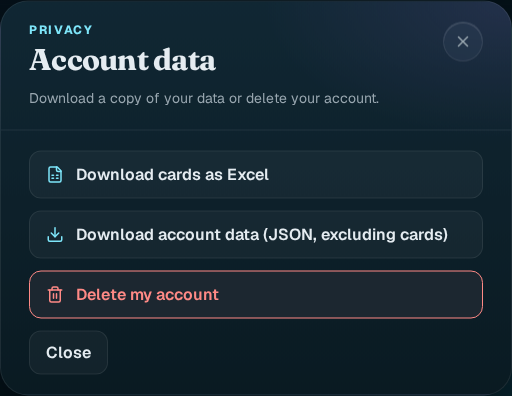 PRIVACY
Account data
Download a copy of your data or delete your account.
Download cards as Excel
Download account data (JSON, excluding cards)
Delete my account
Close